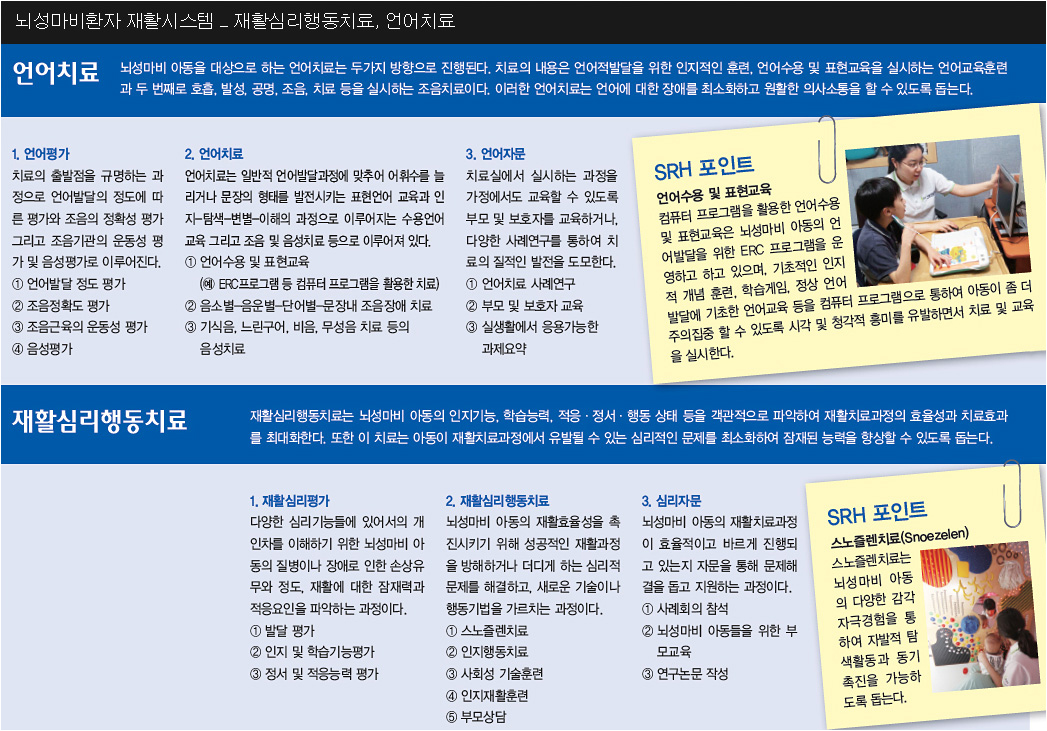 뇌성마비환자 재활시스템 _ 재활심리행동치료, 언어치료
언어치료
뇌성마비 아동을 대상으로 하는 언어치료는 두가지 방향으로 진행된다. 치료의 내용은 언어적발달을 위한 인지적인 훈련, 언어수용 및 표현교육을 실시하는 언어교육훈련
과 두 번째로 호흡, 발성, 공명, 조음, 치료 등을 실시하는 조음치료이다. 이러한 언어치료는 언어에 대한 장애를 최소화하고 원활한 의사소통을 할 수 있도록 돕는다.
1. 언어평가
치료의 출발점을 규명하는 과
정으로 언어발달의 정도에 따
른 평가와 조음의 정확성 평가
그리고 조음기관의 운동성 평
가 및 음성평가로 이루어진다.
① 언어발달 정도 평가
② 조음정확도 평가
③ 조음근육의 운동성 평가
④ 음성평가
2. 언어치료
언어치료는 일반적 언어발달과정에 맞추어 어휘수를 늘
리거나 문장의 형태를 발전시키는 표현언어 교육과 인
지-탐색-변별-이해의 과정으로 이루어지는 수용언어
교육 그리고 조음 및 음성치료 등으로 이루어져 있다.
① 언어수용 및 표현교육
(예 ERC프로그램 등 컴퓨터 프로그램을 활용한 치료)
② 음소별-음운별-단어별-문장내 조음장애 치료
③ 기식음, 느린구어, 비음, 무성음 치료 등의
음성치료
3. 언어자문
치료실에서 실시하는 과정을
가정에서도 교육할 수 있도록
부모 및 보호자를 교육하거나,
다양한 사례연구를 통하여 치
료의 질적인 발전을 도모한다.
① 언어치료 사례연구
② 부모 및 보호자 교육
③ 실생활에서 응용가능한
과제요약
SRH 포인트
언어수용 및 표현교육
컴퓨터 프로그램을 활용한 언어수용
및 표현교육은 뇌성마비 아동의 언
어발달을 위한 ERC 프로그램을 운
영하고 하고 있으며, 기초적인 인지
적 개념 훈련, 학습게임, 정상 언어
발달에 기초한 언어교육 등을 컴퓨터 프로그램으로 통하여 아동이 좀 더
주의집중 할 수 있도록 시각 및 청각적 흥미를 유발하면서 치료 및 교육
을 실시한다.
재활심리행동치료
재활심리행동치료는 뇌성마비 아동의 인지기능, 학습능력, 적응 · 정서 · 행동 상태 등을 객관적으로 파악하여 재활치료과정의 효율성과 치료효과
를 최대화한다. 또한 이 치료는 아동이 재활치료과정에서 유발될 수 있는 심리적인 문제를 최소화하여 잠재된 능력을 향상할 수 있도록 돕는다.
1. 재활심리평가
다양한 심리기능들에 있어서의 개
인차를 이해하기 위한 뇌성마비 아
동의 질병이나 장애로 인한 손상유
무와 정도, 재활에 대한 잠재력과
적응요인을 파악하는 과정이다.
① 발달 평가
② 인지 및 학습기능평가
③ 정서 및 적응능력 평가
2. 재활심리행동치료
뇌성마비 아동의 재활효율성을 촉
진시키기 위해 성공적인 재활과정
을 방해하거나 더디게 하는 심리적
문제를 해결하고, 새로운 기술이나
행동기법을 가르치는 과정이다.
① 스노즐렌치료
② 인지행동치료
③ 사회성 기술훈련
④ 인지재활훈련
⑤ 부모상담
3. 심리자문
뇌성마비 아동의 재활치료과정
이 효율적이고 바르게 진행되
고 있는지 자문을 통해 문제해
결을 돕고 지원하는 과정이다.
① 사례회의 참석
② 뇌성마비 아동들을 위한 부
모교육
③ 연구논문 작성
SRH 포인트
스노즐렌치료(Snoezelen)
스노즐렌치료는
뇌성마비 아동
의 다양한 감각
자극경험을 통
하여 자발적 탐
색활동과 동기
촉진을 가능하
도록 돕는다.